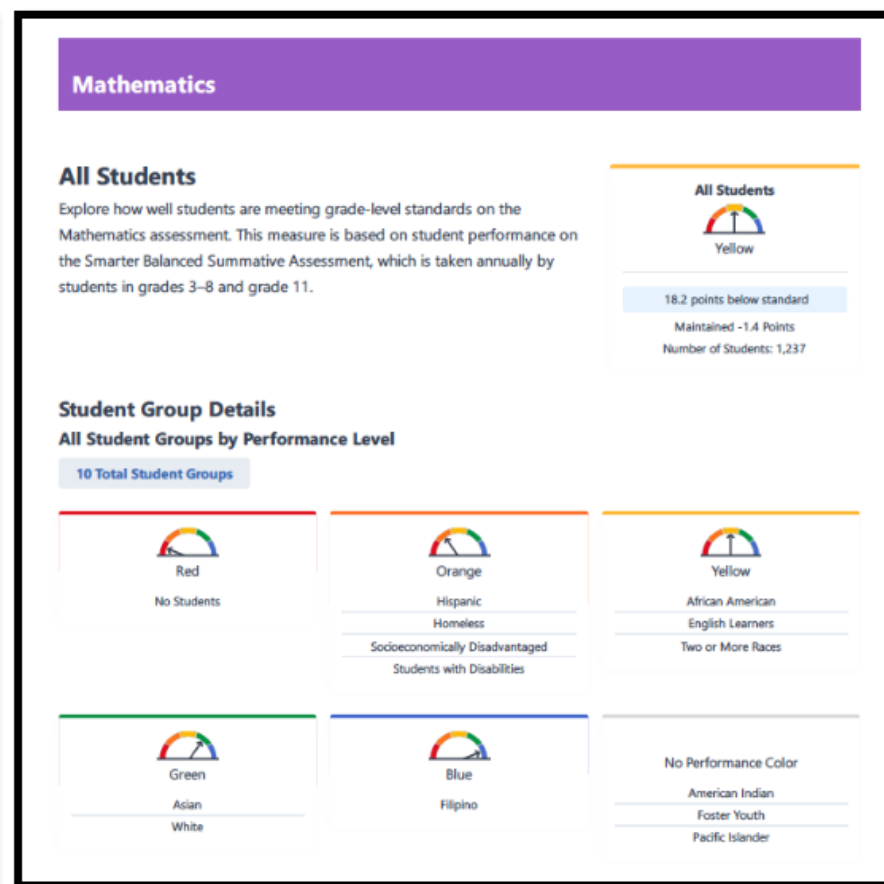 Mathematics
All Students
Explore how well students are meeting grade-level standards on the
Mathematics assessment. This measure is based on student performance on
the Smarter Balanced Summative Assessment, which is taken annually by
students in grades 3–8 and grade 11.
All Students
Yellow
18.2 points below standard
Maintained -1.4 Points
Number of Students: 1,237
Student Group Details
All Student Groups by Performance Level
10 Total Student Groups
Red
No Students
Orange
Hispanic
Homeless
Socioeconomically Disadvantaged
Students with Disabilities
Yellow
African American
English Learners
Two or More Races
Green
Asian
White
Blue
Filipino
No Performance Color
American Indian
Foster Youth
Pacific Islander